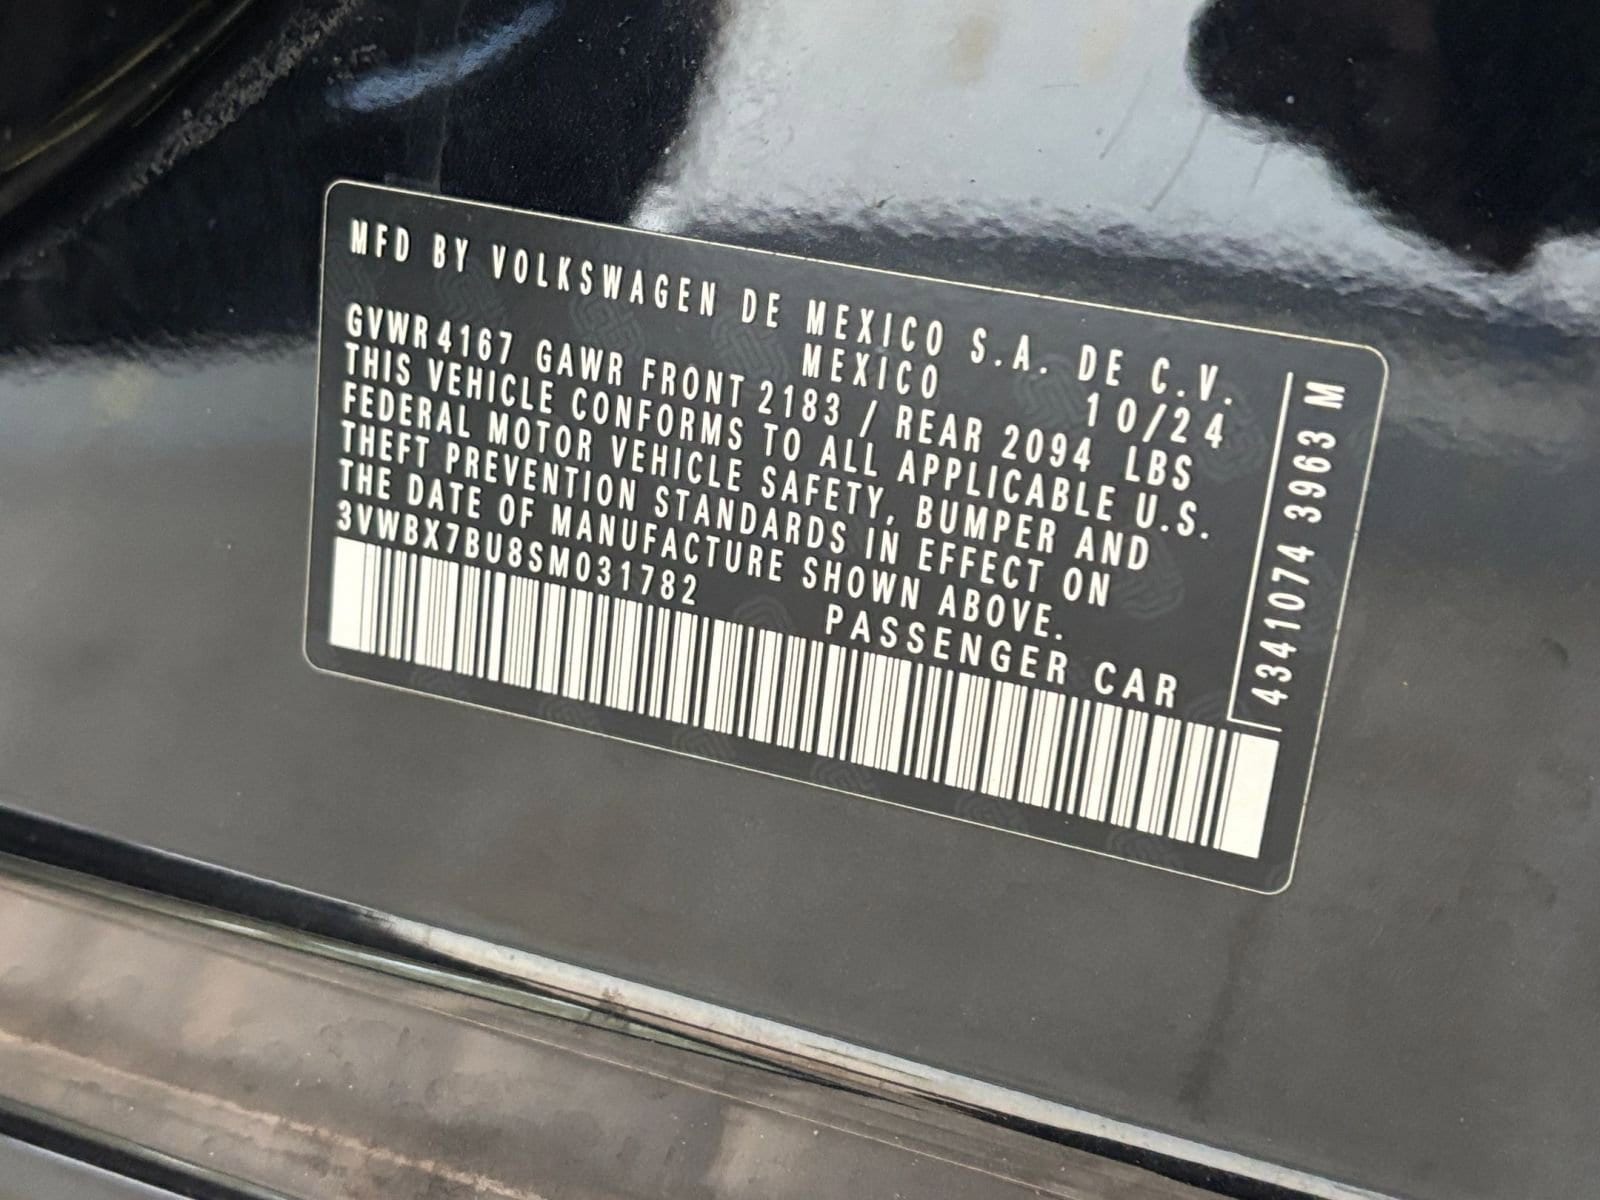 MFD BY VOLKSWAGEN DE MEXICO S.A. DE C.V.
MEXICO 10/24
GVWR 4167 GAWR FRONT 2183 / REAR 2094 LBS
THIS VEHICLE CONFORMS TO ALL APPLICABLE U.S.
FEDERAL MOTOR VEHICLE SAFETY, BUMPER AND
THEFT PREVENTION STANDARDS IN EFFECT ON
THE DATE OF MANUFACTURE SHOWN ABOVE.
3VWBX7BU8SM031782 PASSENGER CAR
4341074 3963 M